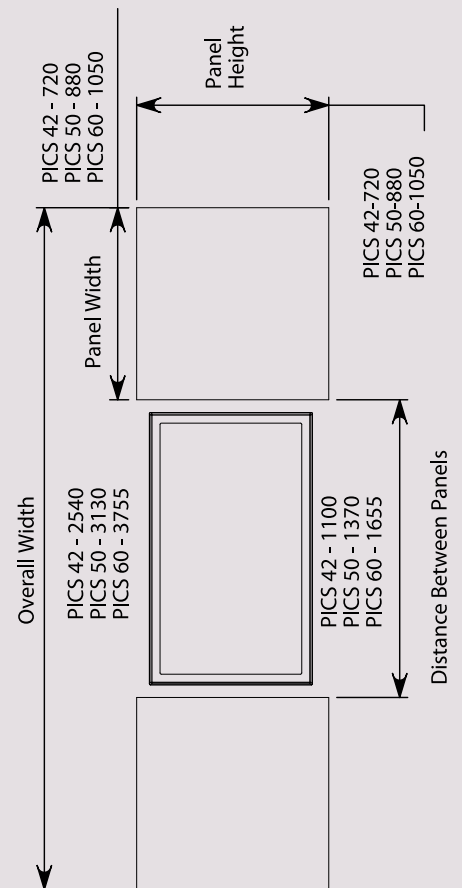 Overall Width
PICS 42 - 2540
PICS 50 - 3130
PICS 60 - 3755
Panel Width
PICS 42 - 720
PICS 50 - 880
PICS 60 - 1050
Panel
Height
PICS 42-720
PICS 50-880
PICS 60-1050
PICS 42 - 1100
PICS 50 - 1370
PICS 60 - 1655
Distance Between Panels